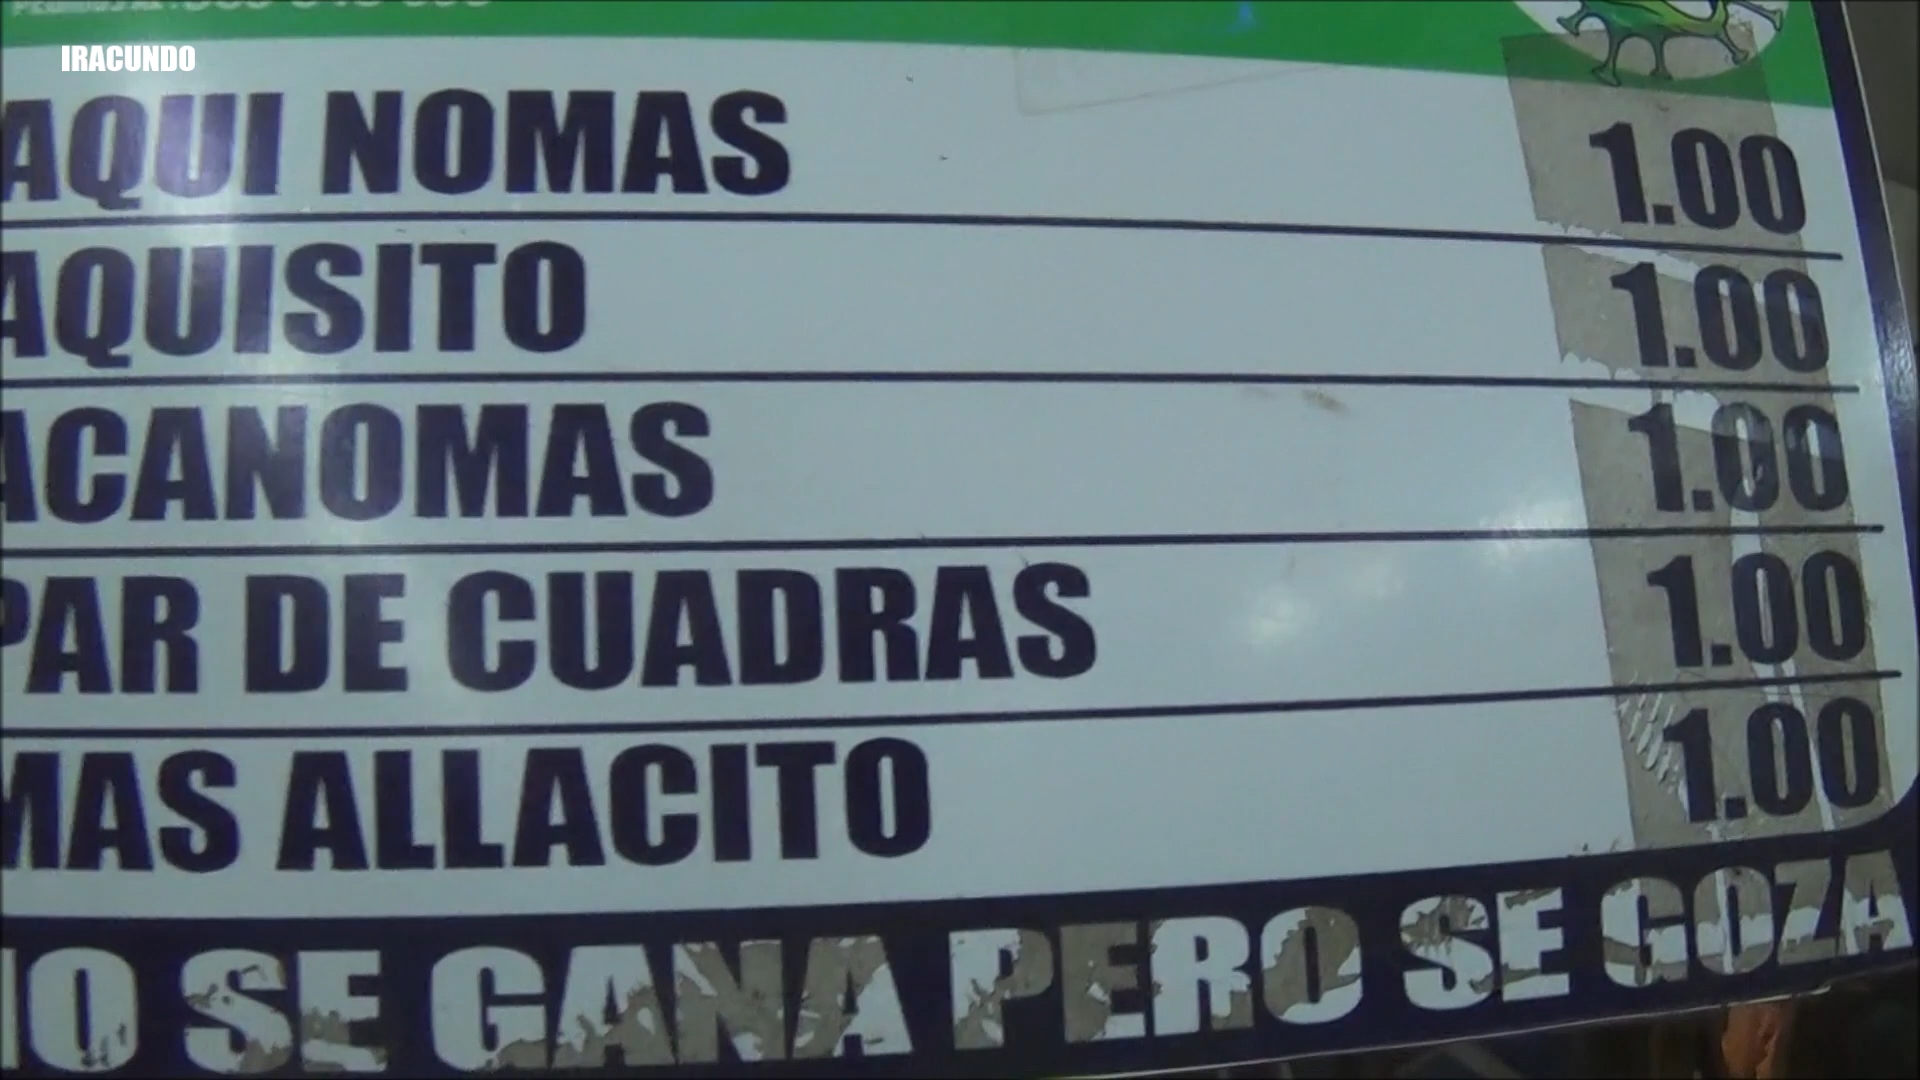 IRACUNDO
AQUI NOMAS 1.00
AQUISITO 1.00
ACANOMAS 1.00
PAR DE CUADRAS 1.00
MAS ALLACITO 1.00
NO SE GANA PERO SE GOZA